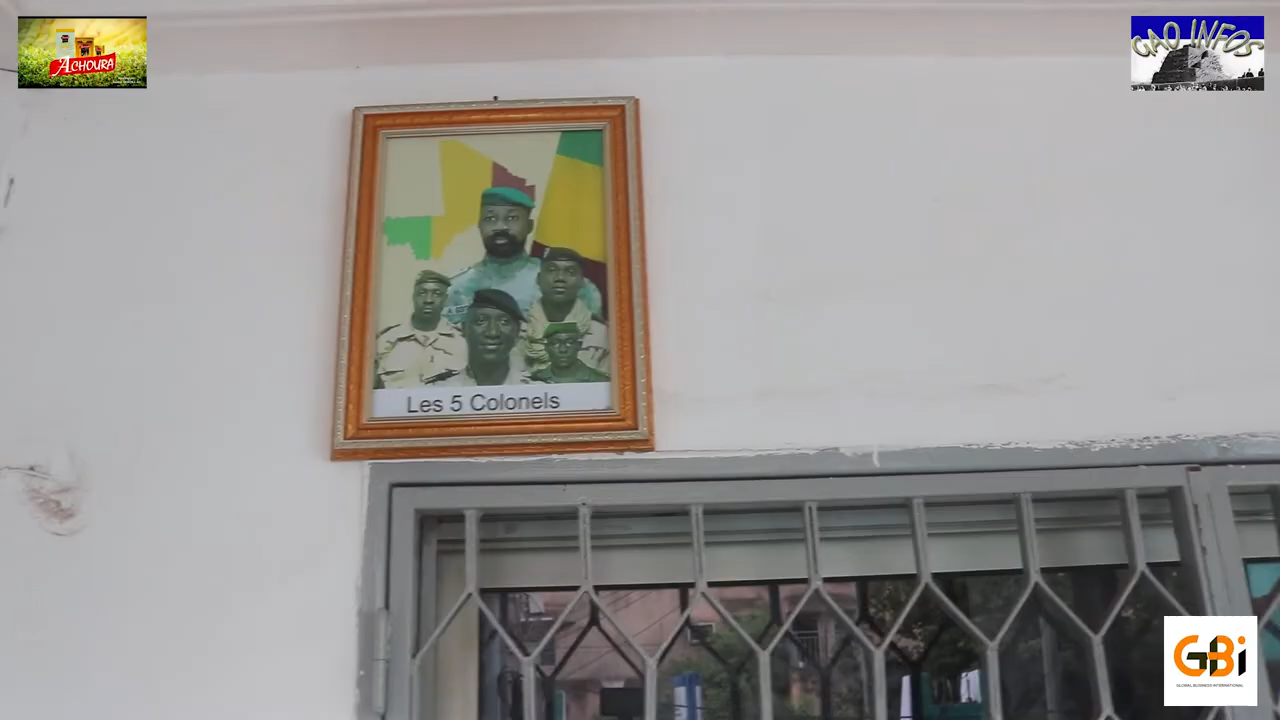 ACHOURA
GAO INFOS
Les 5 Colonels
GBi
GLOBAL BUSINESS INTERNATIONAL